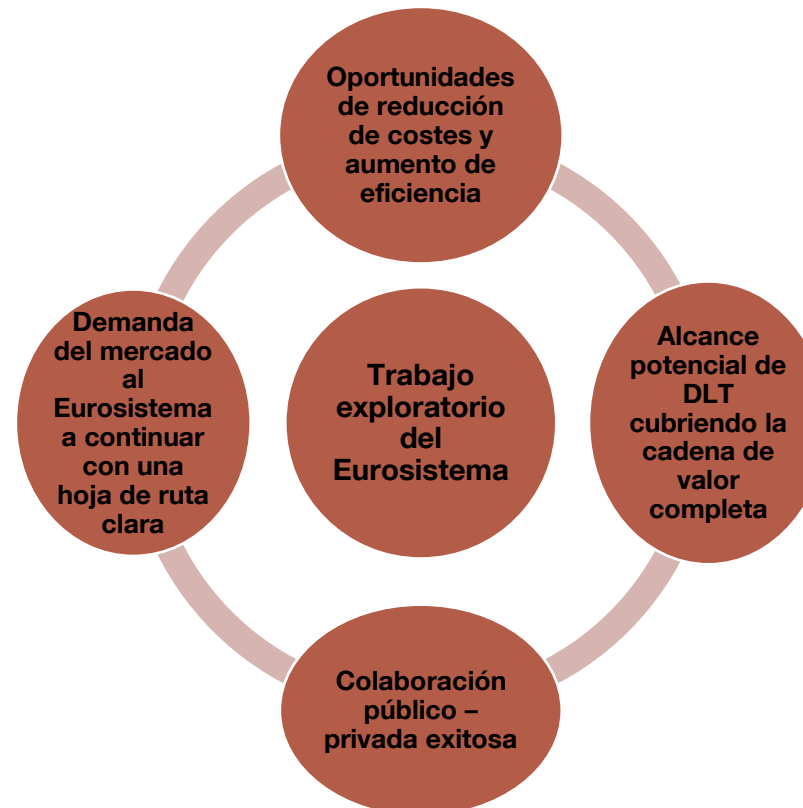 Oportunidades
de reducción
de costes y
aumento de
eficiencia
Demanda
del mercado
al
Eurosistema
a continuar
con una
hoja de ruta
clara
Trabajo
exploratorio
del
Eurosistema
Alcance
potencial de
DLT
cubriendo la
cadena de
valor
completa
Colaboración
público –
privada exitosa